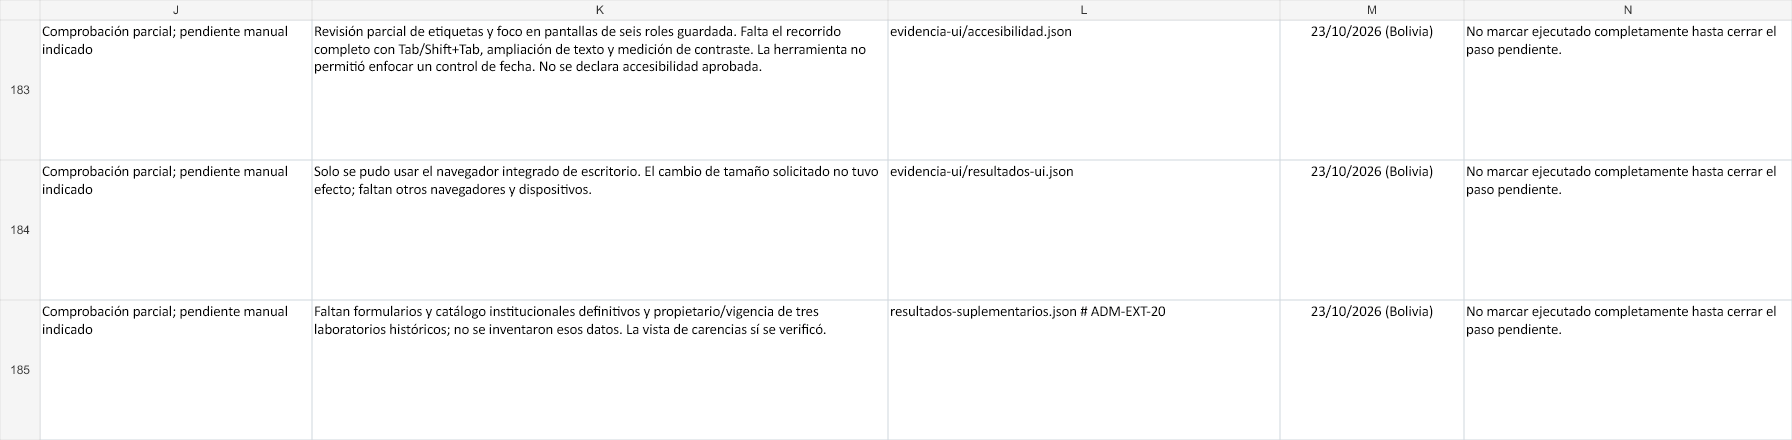 J K L M N
183
Comprobación parcial; pendiente manual
indicado
Revisión parcial de etiquetas y foco en pantallas de seis roles guardada. Falta el recorrido
completo con Tab/Shift+Tab, ampliación de texto y medición de contraste. La herramienta no
permitió enfocar un control de fecha. No se declara accesibilidad aprobada.
evidencia-ui/accesibilidad.json
23/10/2026 (Bolivia)
No marcar ejecutado completamente hasta cerrar el
paso pendiente.
184
Comprobación parcial; pendiente manual
indicado
Solo se pudo usar el navegador integrado de escritorio. El cambio de tamaño solicitado no tuvo
efecto; faltan otros navegadores y dispositivos.
evidencia-ui/resultados-ui.json
23/10/2026 (Bolivia)
No marcar ejecutado completamente hasta cerrar el
paso pendiente.
185
Comprobación parcial; pendiente manual
indicado
Faltan formularios y catálogo institucionales definitivos y propietario/vigencia de tres
laboratorios históricos; no se inventaron esos datos. La vista de carencias sí se verificó.
resultados-suplementarios.json # ADM-EXT-20
23/10/2026 (Bolivia)
No marcar ejecutado completamente hasta cerrar el
paso pendiente.